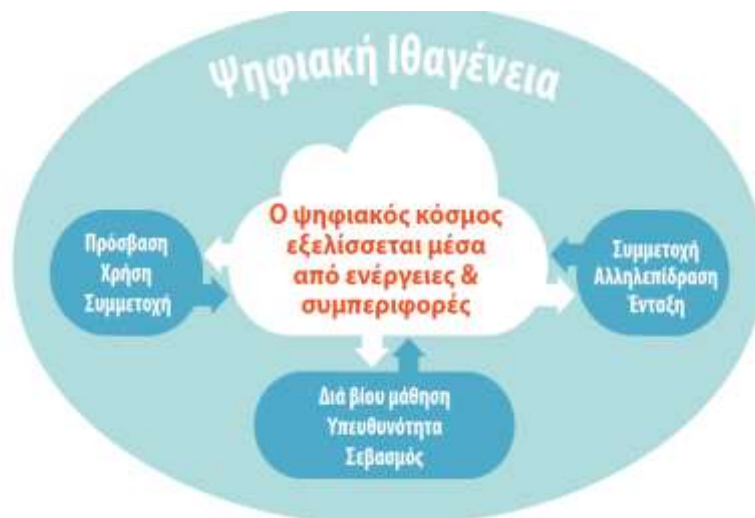 Ψηφιακή Ιθαγένεια
Ο ψηφιακός κόσμος
εξελίσσεται μέσα
από ενέργειες &
συμπεριφορές
Πρόσβαση
Χρήση
Συμμετοχή
Συμμετοχή
Αλληλεπίδραση
Ένταξη
Διά βίου μάθηση
Υπευθυνότητα
Σεβασμός